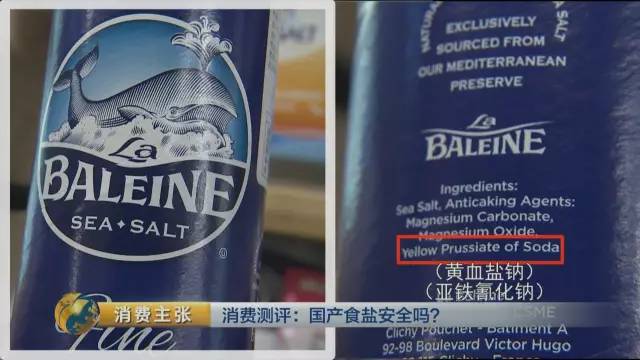 La
BALEINE
SEA✦SALT
Fine
SALT
EXCLUSIVELY
SOURCED FROM
OUR MEDITERRANEAN
PRESERVE
La
BALEINE
Ingredients:
Sea Salt, Anticaking Agents:
Magnesium Carbonate,
Magnesium Oxide,
Yellow Prussiate of Soda
（黄血盐钠）
（亚铁氰化钠）
消费主张
消费测评：国产食盐安全吗？
Clichy Pouchet - Batiment A
92-98 Boulevard Victor Hugo